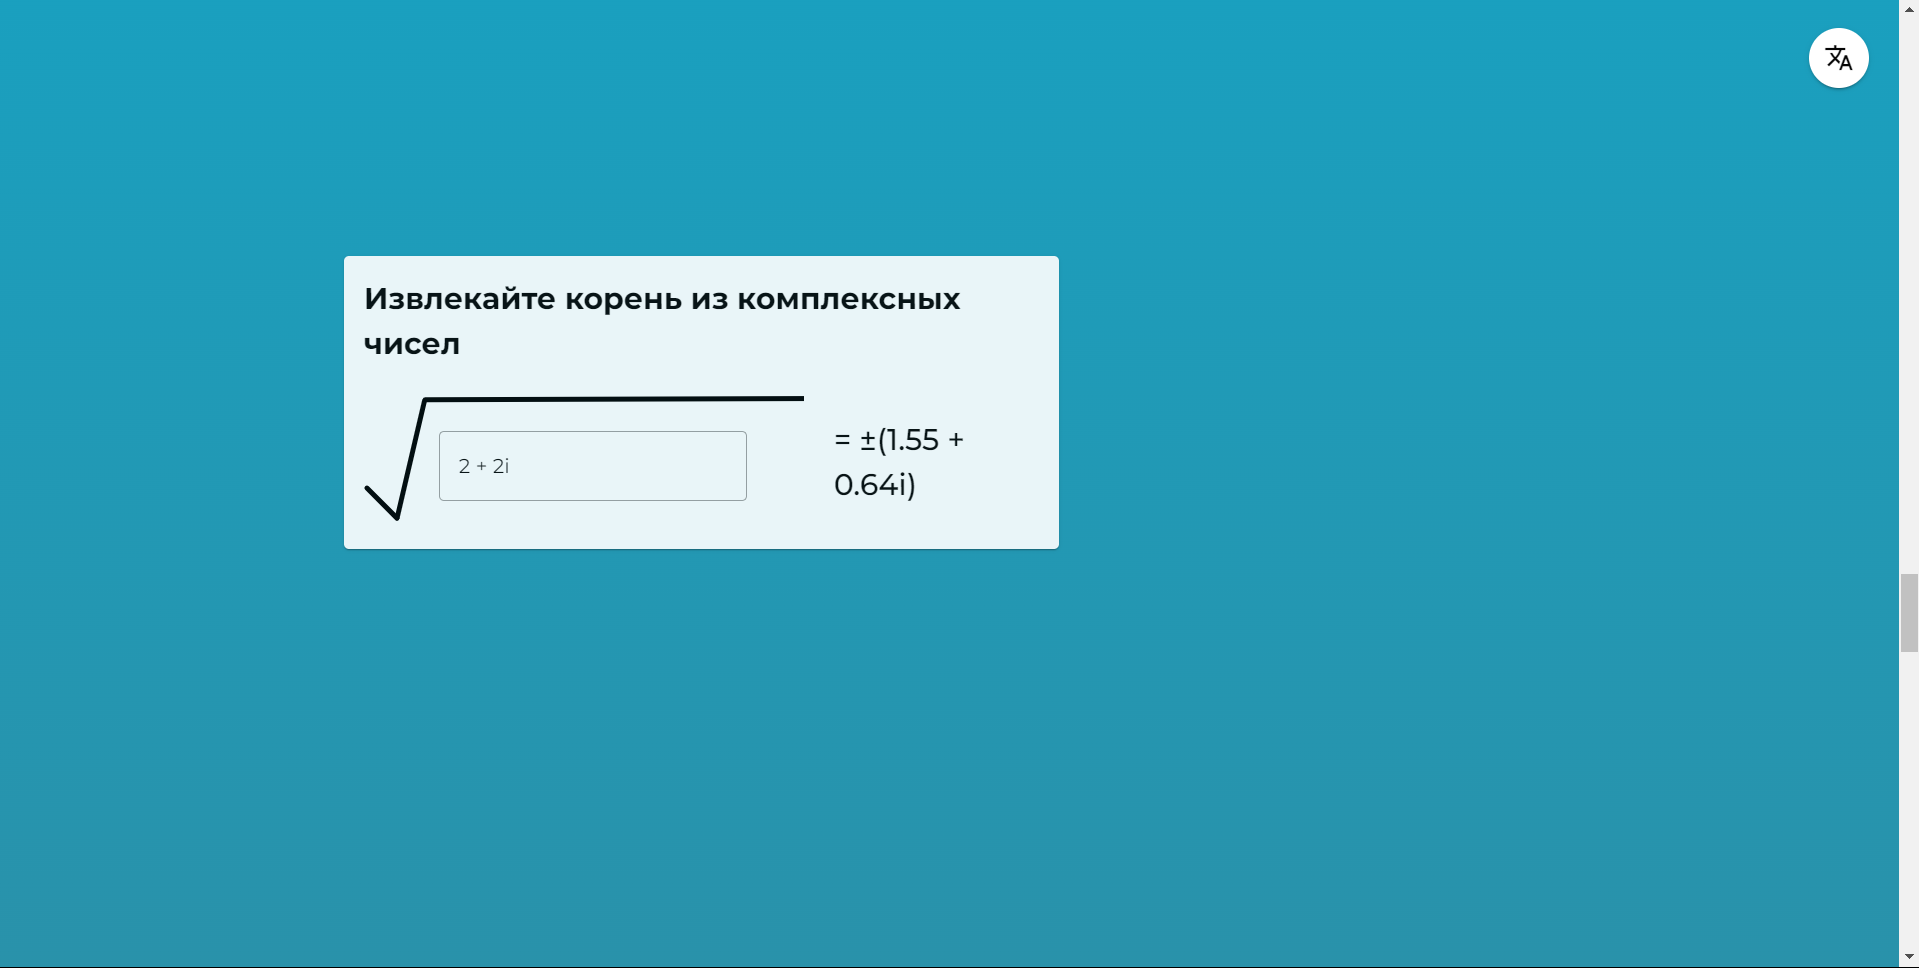 Извлекайте корень из комплексных
чисел
2 + 2i
= ±(1.55 +
0.64i)